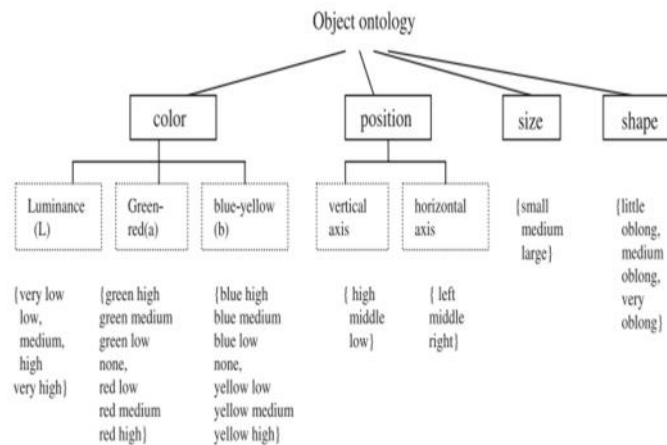 Object ontology
color
position
size
shape
Luminance
(L)
Green-
red(a)
blue-yellow
(b)
vertical
axis
horizontal
axis
{small
medium
large}
{little
oblong,
medium
oblong,
very
oblong}
{very low
low,
medium,
high
very high}
{green high
green medium
green low
none,
red low
red medium
red high}
{blue high
blue medium
blue low
none,
yellow low
yellow medium
yellow high}
{ high
middle
low}
{ left
middle
right}